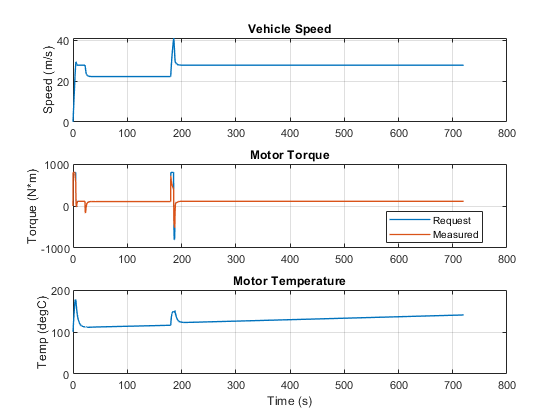 Vehicle Speed
40
20
0
Speed (m/s)
0 100 200 300 400 500 600 700 800
Motor Torque
1000
0
-1000
Torque (N*m)
Request
Measured
0 100 200 300 400 500 600 700 800
Motor Temperature
200
100
0
Temp (degC)
0 100 200 300 400 500 600 700 800
Time (s)